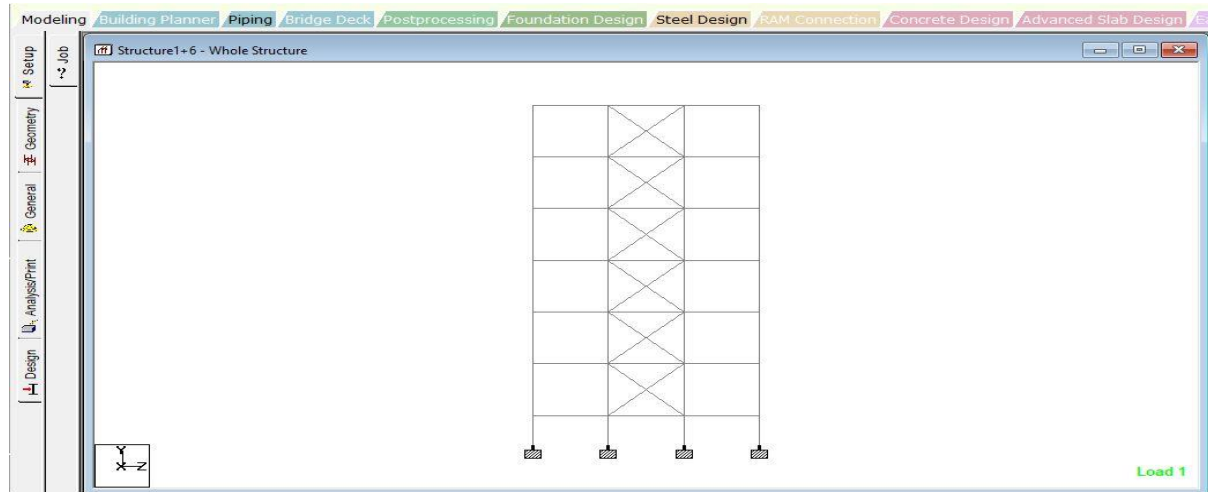 Modeling Building Planner Piping Bridge Deck Postprocessing Foundation Design Steel Design RAM Connection Concrete Design Advanced Slab Design
Setup
Geometry
General
Analysis/Print
Design
Job
Structure1+6 - Whole Structure
Y
X Z
Load 1